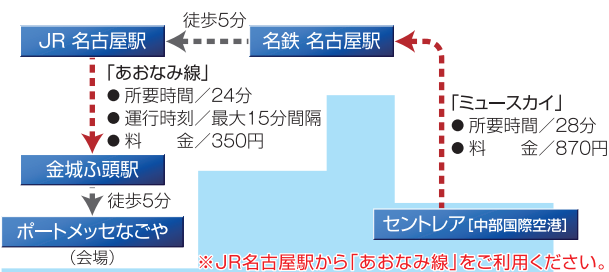 徒歩5分
JR 名古屋駅
名鉄 名古屋駅
「あおなみ線」
● 所要時間／24分
● 運行時刻／最大15分間隔
● 料　　金／350円
「ミュースカイ」
● 所要時間／28分
● 料　　金／870円
金城ふ頭駅
徒歩5分
ポートメッセなごや
（会場）
セントレア［中部国際空港］
※JR名古屋駅から「あおなみ線」をご利用ください。